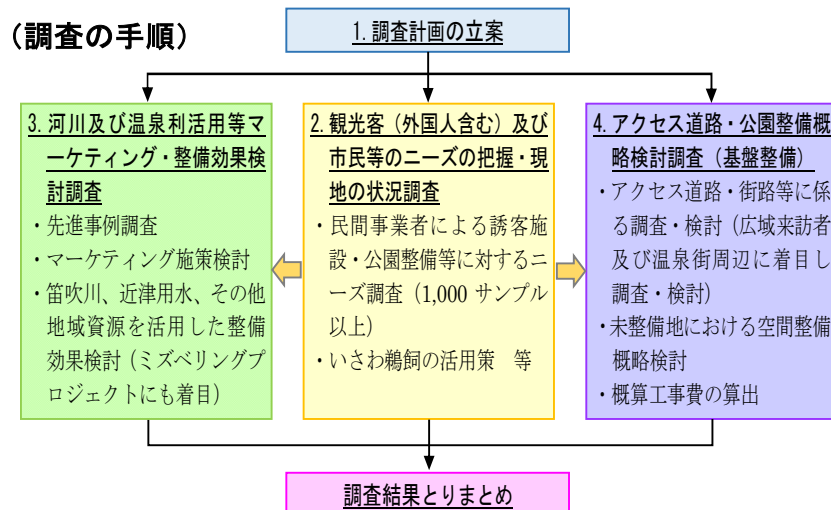 （調査の手順）
1. 調査計画の立案
3. 河川及び温泉利活用等マ
ーケティング・整備効果検
討調査
・先進事例調査
・マーケティング施策検討
・笛吹川、近津用水、その他
地域資源を活用した整備
効果検討（ミズベリングプ
ロジェクトにも着目）
2. 観光客（外国人含む）及び
市民等のニーズの把握・現
地の状況調査
・民間事業者による誘客施
設・公園整備等に対するニ
ーズ調査（1,000 サンプル
以上）
・いさわ鵜飼の活用策　等
4. アクセス道路・公園整備概
略検討調査（基盤整備）
・アクセス道路・街路等に係
る調査・検討（広域来訪者
及び温泉街周辺に着目し
調査・検討）
・未整備地における空間整備
概略検討
・概算工事費の算出
調査結果とりまとめ